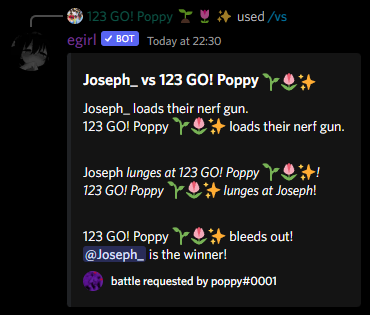 123 GO! Poppy 🌱🌷✨ used /vs
egirl ✓ BOT Today at 22:30
Joseph_ vs 123 GO! Poppy 🌱🌷✨
Joseph_ loads their nerf gun.
123 GO! Poppy 🌱🌷✨ loads their nerf gun.
Joseph lunges at 123 GO! Poppy 🌱🌷✨!
123 GO! Poppy 🌱🌷✨ lunges at Joseph!
123 GO! Poppy 🌱🌷✨ bleeds out!
@Joseph_ is the winner!
battle requested by poppy#0001